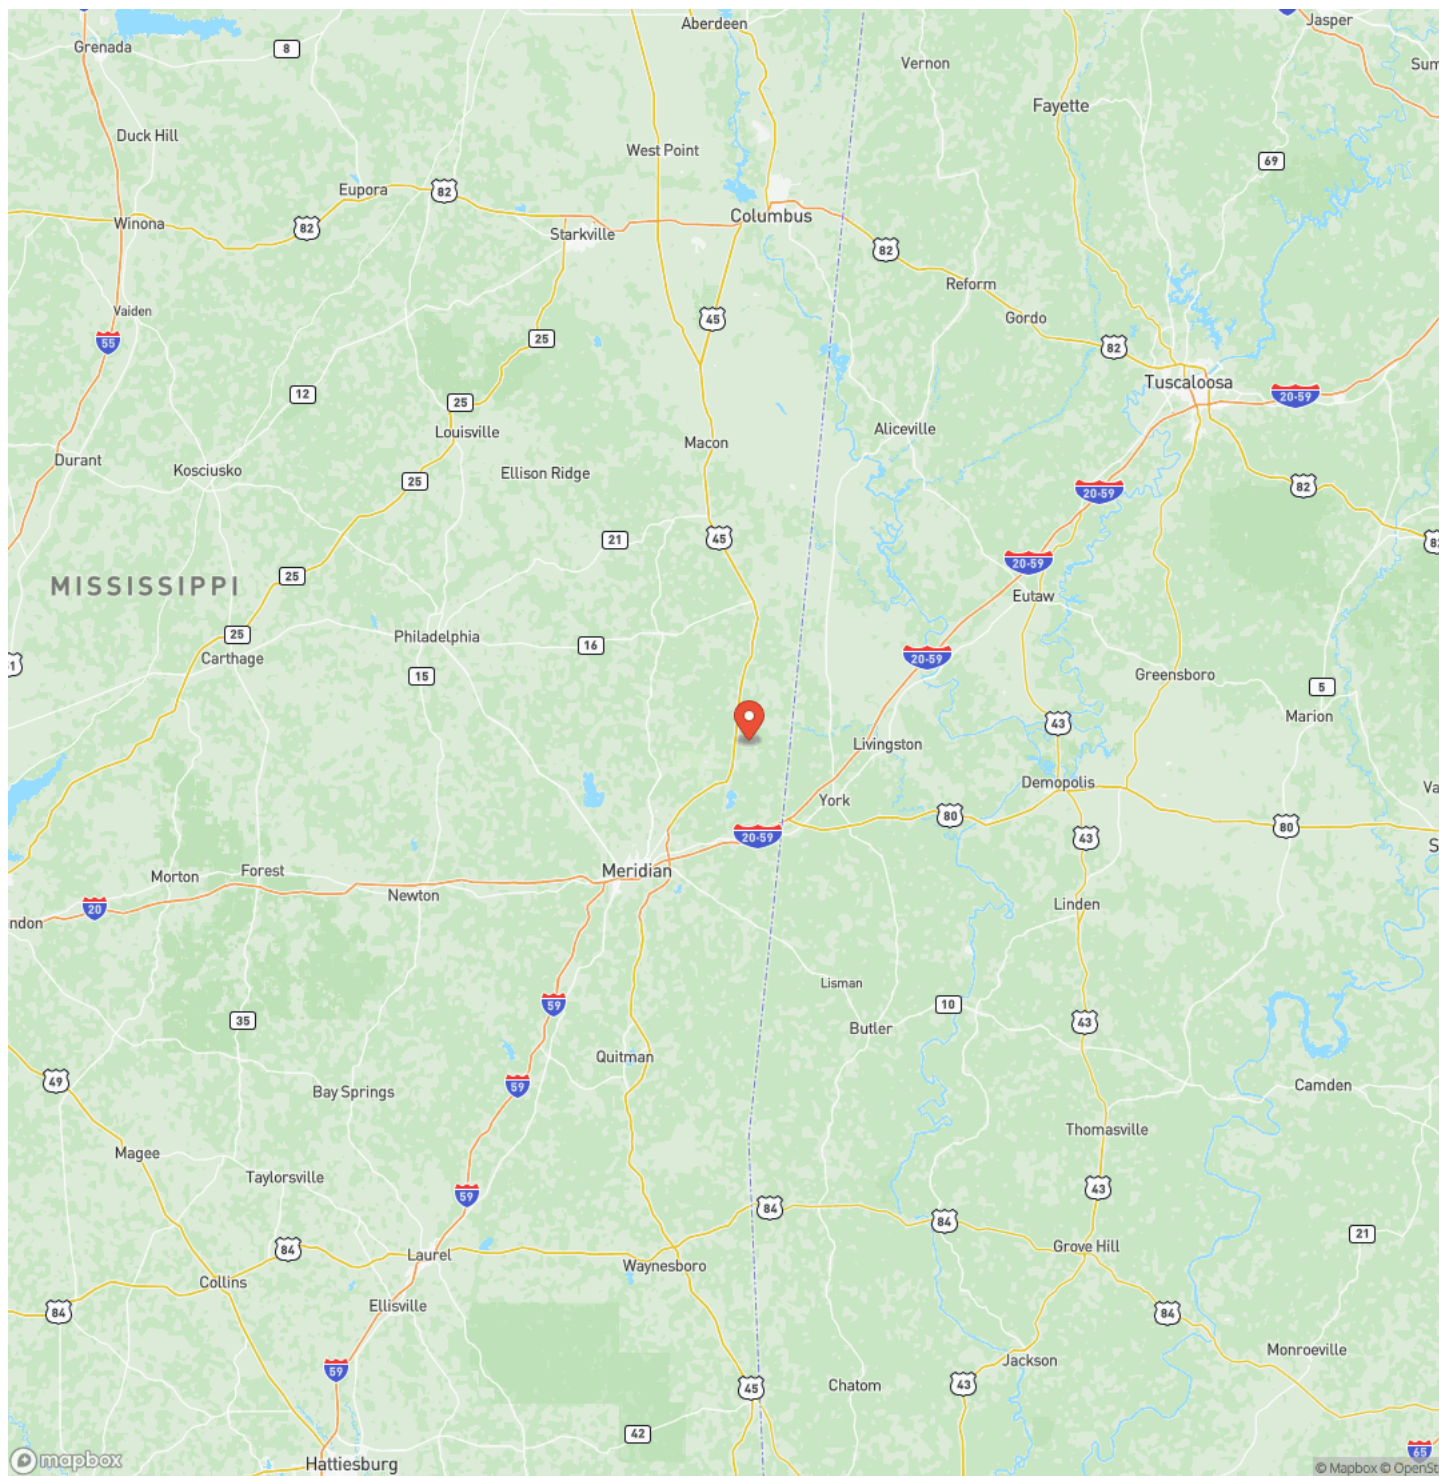 Aberdeen
Jasper
Grenada
8
Vernon
Sum
Fayette
Duck Hill
West Point
69
Eupora
82
Winona
82
Columbus
Starkville
82
Reform
Vaiden
45
Gordo
55
25
82
Tuscaloosa
12
25
20-59
Louisville
Aliceville
Macon
Durant
Kosciusko
Ellison Ridge
25
20-59
82
21
45
82
20-59
25
MISSISSIPPI
Eutaw
25
Philadelphia
16
Carthage
20-59
15
Greensboro
5
Marion
43
Livingston
Demopolis
Va
York
80
80
20-59
43
S
Meridian
Morton
Forest
Newton
20
ndon
Linden
Lisman
59
10
35
Butler
43
Quitman
49
59
Bay Springs
Camden
Thomasville
Magee
Taylorsville
59
43
84
84
84
21
Laurel
Waynesboro
Grove Hill
Collins
Ellisville
84
84
Monroeville
59
Jackson
45
Chatom
43
42
65
mapbox
Hattiesburg
© Mapbox © OpenSt